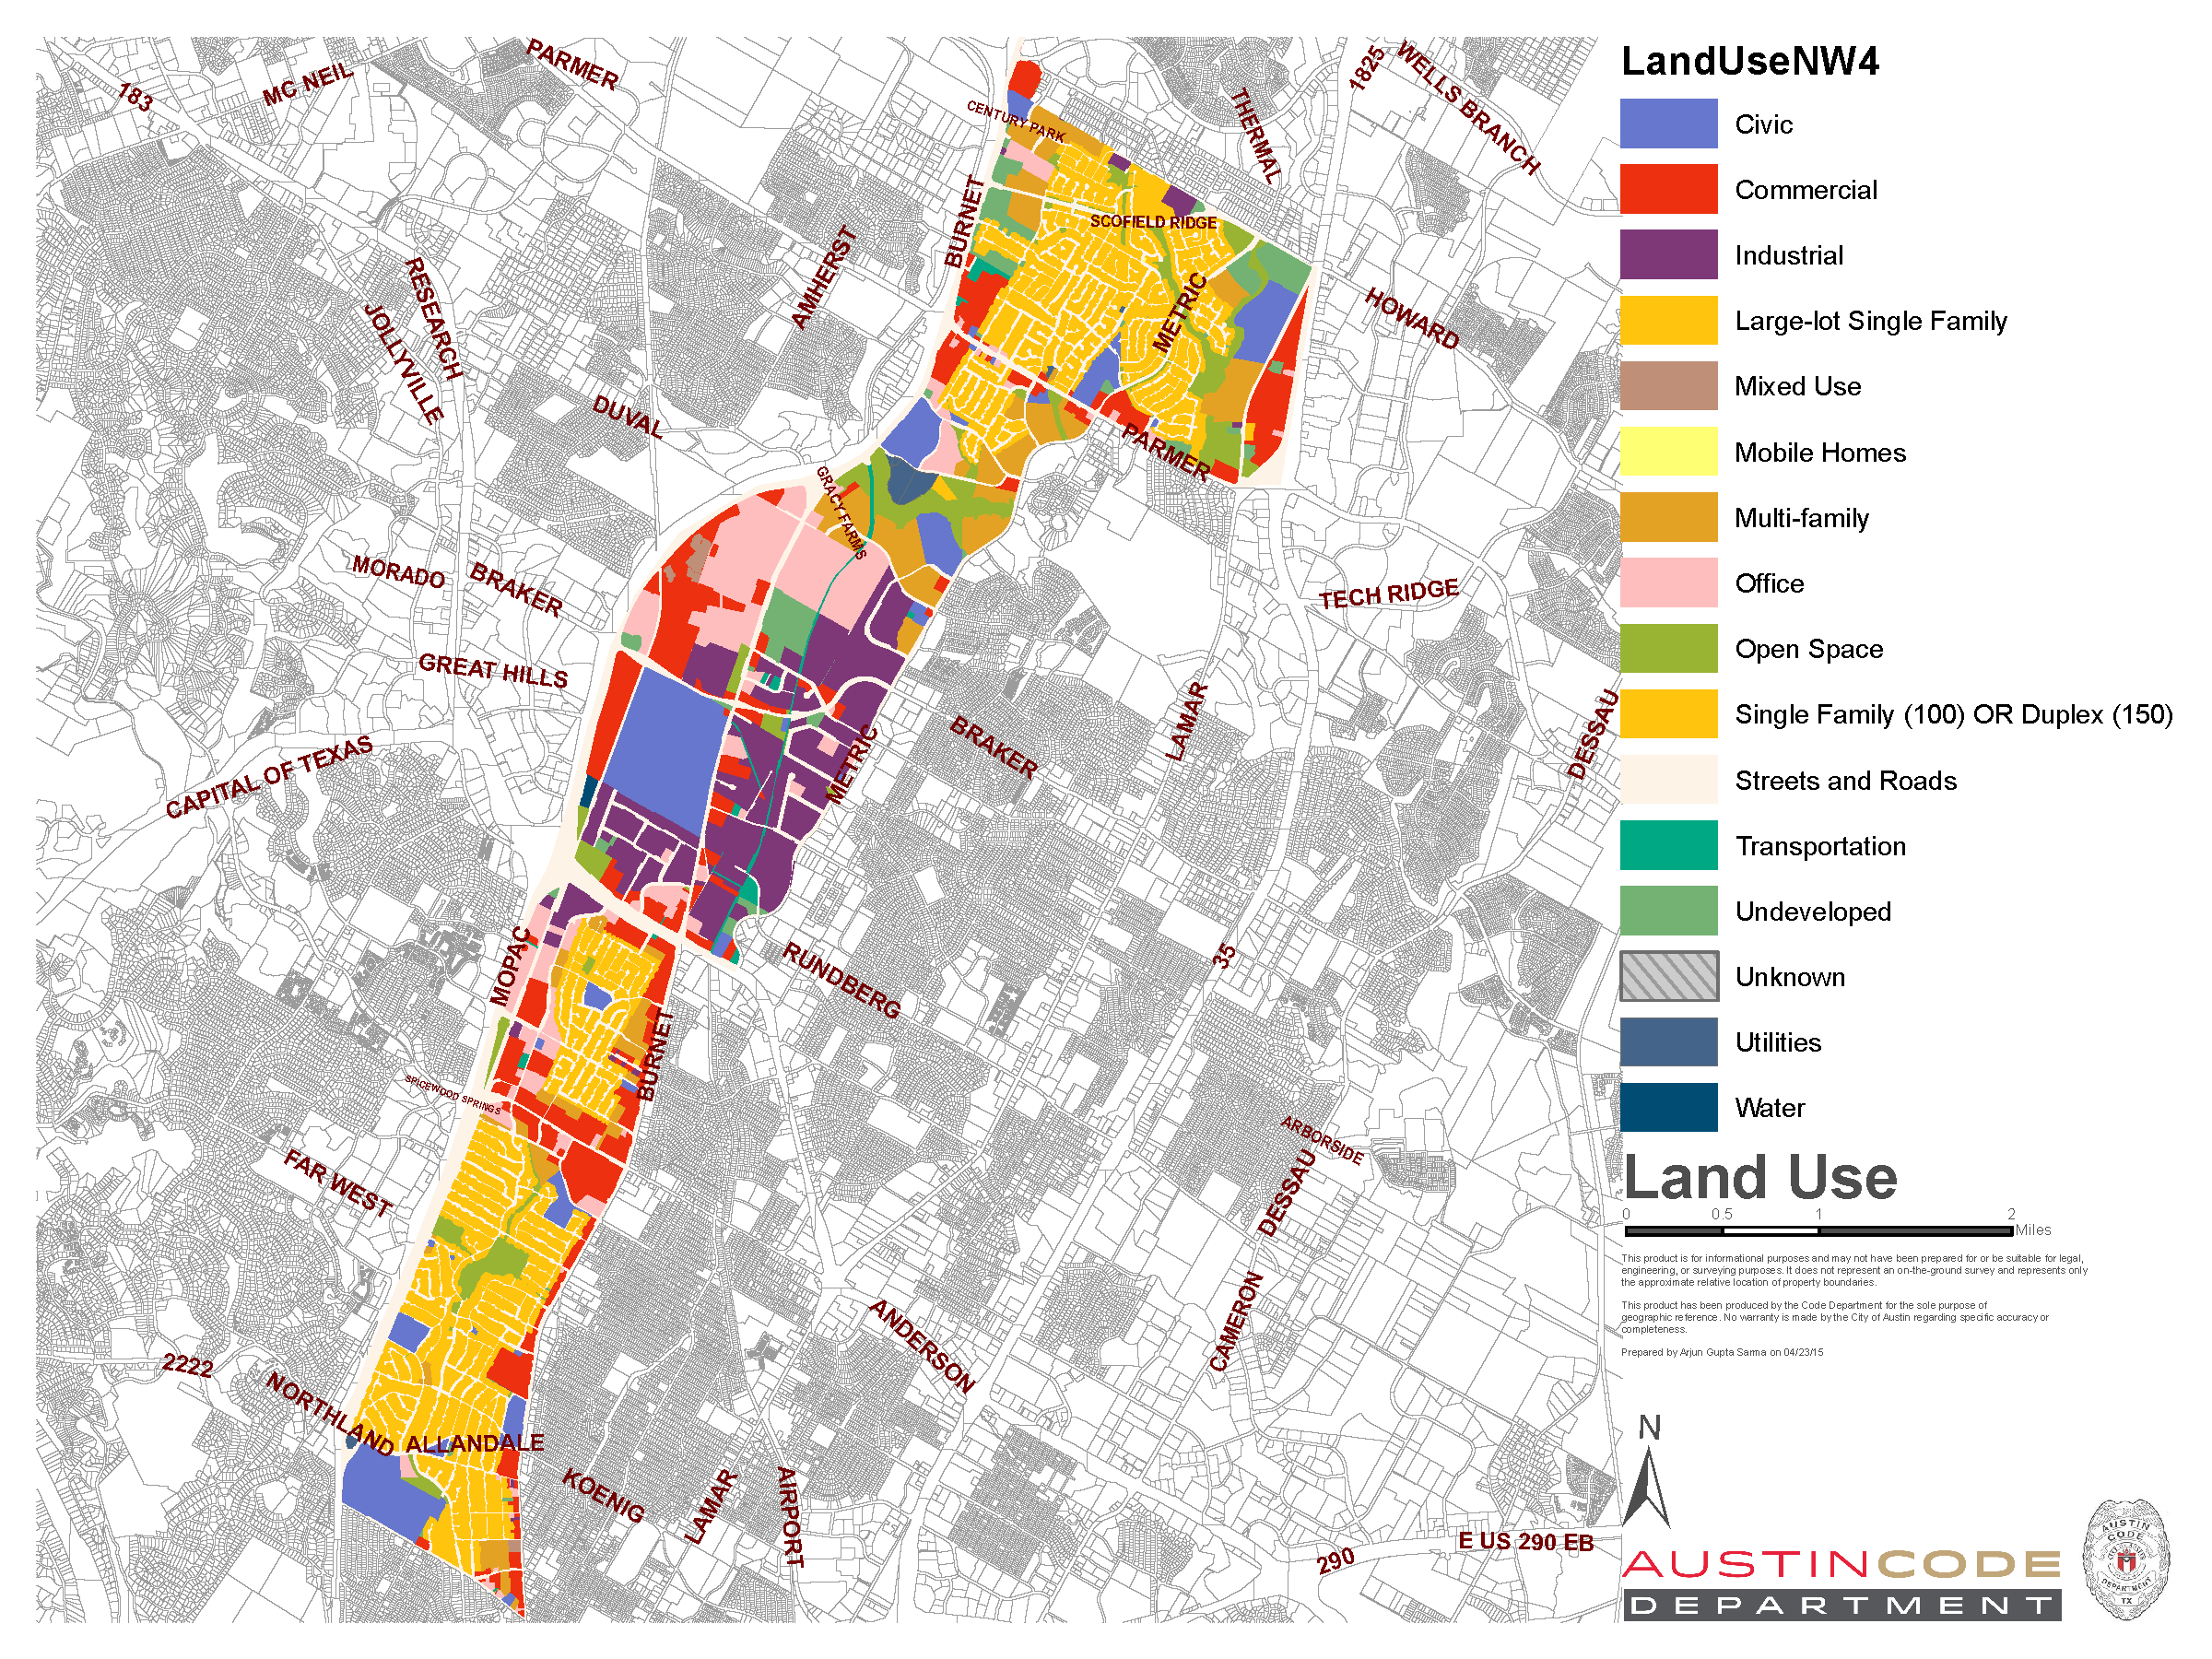 PARMER
MC NEIL
183
1825
WELLS BRANCH
THERMAL
CENTURY PARK
BURNET
SCOFIELD RIDGE
AMHERST
RESEARCH
JOLLYVILLE
METRIC
HOWARD
DUVAL
PARMER
GRACY FARMS
MORADO
BRAKER
TECH RIDGE
GREAT HILLS
LAMAR
DESSAU
BRAKER
METRIC
CAPITAL OF TEXAS
MOPAC
RUNDBERG
35
BURNET
SPICEWOOD SPRINGS
ARBORSIDE
FAR WEST
DESSAU
CAMERON
ANDERSON
2222
NORTHLAND
ALLANDALE
KOENIG
LAMAR
AIRPORT
290
E US 290 EB
LandUseNW4
Civic
Commercial
Industrial
Large-lot Single Family
Mixed Use
Mobile Homes
Multi-family
Office
Open Space
Single Family (100) OR Duplex (150)
Streets and Roads
Transportation
Undeveloped
Unknown
Utilities
Water
Land Use
0 0.5 1 2
Miles
This product is for informational purposes and may not have been prepared for or be suitable for legal,
engineering, or surveying purposes. It does not represent an on-the-ground survey and represents only
the approximate relative location of property boundaries.
This product has been produced by the Code Department for the sole purpose of
geographic reference. No warranty is made by the City of Austin regarding specific accuracy or
completeness.
Prepared by Arjun Gupta Sarma on 04/23/15
N
AUSTINCODE
DEPARTMENT
AUSTIN
CODE
DEPARTMENT
TX